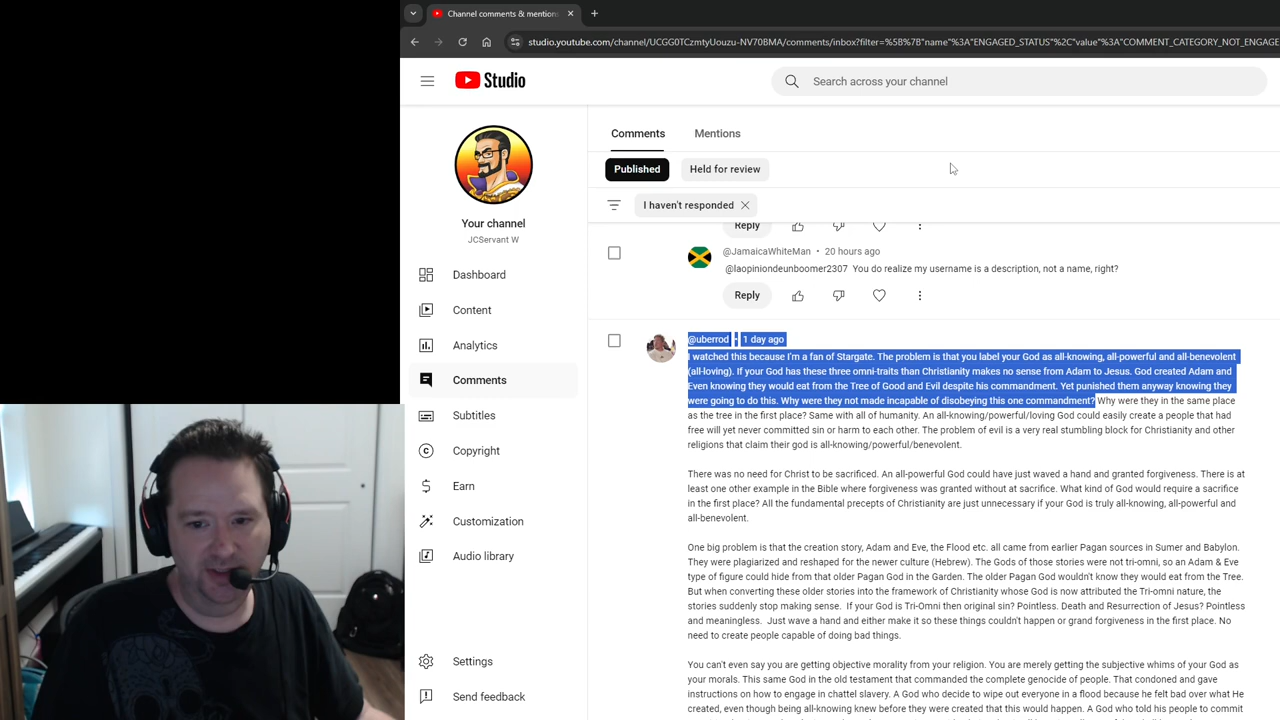 Channel comments & mention
studio.youtube.com/channel/UCGG0TCzmtyUouzu-NV70BMA/comments/inbox?filter=%5B%7B"name"%3A"ENGAGED_STATUS"%2C"value"%3A"COMMENT_CATEGORY_NOT_ENGAGE
Studio
Search across your channel
Comments
Mentions
Published
Held for review
I haven't responded
Your channel
JCServant W
Dashboard
Content
Analytics
Comments
Subtitles
Copyright
Earn
Customization
Audio library
Settings
Send feedback
Reply
@JamaicaWhiteMan • 20 hours ago
@laopiniondeunboomer2307 You do realize my username is a description, not a name, right?
Reply
@uberrod • 1 day ago
I watched this because I'm a fan of Stargate. The problem is that you label your God as all-knowing, all-powerful and all-benevolent
(all-loving). If your God has these three omni-traits than Christianity makes no sense from Adam to Jesus. God created Adam and
Even knowing they would eat from the Tree of Good and Evil despite his commandment. Yet punished them anyway knowing they
were going to do this. Why were they not made incapable of disobeying this one commandment? Why were they in the same place
as the tree in the first place? Same with all of humanity. An all-knowing/powerful/loving God could easily create a people that had
free will yet never committed sin or harm to each other. The problem of evil is a very real stumbling block for Christianity and other
religions that claim their god is all-knowing/powerful/benevolent.
There was no need for Christ to be sacrificed. An all-powerful God could have just waved a hand and granted forgiveness. There is at
least one other example in the Bible where forgiveness was granted without at sacrifice. What kind of God would require a sacrifice
in the first place? All the fundamental precepts of Christianity are just unnecessary if your God is truly all-knowing, all-powerful and
all-benevolent.
One big problem is that the creation story, Adam and Eve, the Flood etc. all came from earlier Pagan sources in Sumer and Babylon.
They were plagiarized and reshaped for the newer culture (Hebrew). The Gods of those stories were not tri-omni, so an Adam & Eve
type of figure could hide from that older Pagan God in the Garden. The older Pagan God wouldn't know they would eat from the Tree.
But when converting these older stories into the framework of Christianity whose God is now attributed the Tri-omni nature, the
stories suddenly stop making sense. If your God is Tri-Omni then original sin? Pointless. Death and Resurrection of Jesus? Pointless
and meaningless. Just wave a hand and either make it so these things couldn't happen or grand forgiveness in the first place. No
need to create people capable of doing bad things.
You can't even say you are getting objective morality from your religion. You are merely getting the subjective whims of your God as
your morals. This same God in the old testament that commanded the complete genocide of people. That condoned and gave
instructions on how to engage in chattel slavery. A God who decide to wipe out everyone in a flood because he felt bad over what He
created, even though being all-knowing knew before they were created that this would happen. A God who told his people to commit